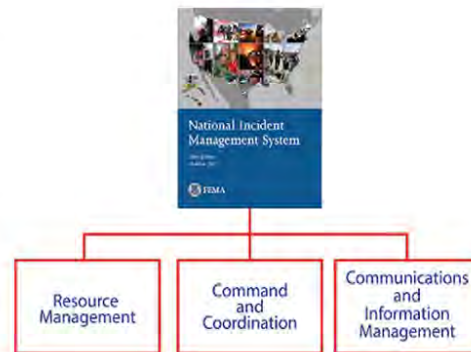 National Incident
Management System
FEMA
Resource
Management
Command
and
Coordination
Communications
and
Information
Management